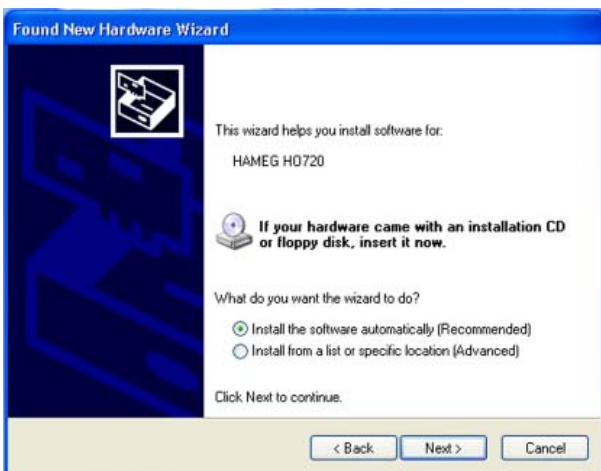 Found New Hardware Wizard
This wizard helps you install software for:
HAMEG HO720
If your hardware came with an installation CD
or floppy disk, insert it now.
What do you want the wizard to do?
Install the software automatically (Recommended)
Install from a list or specific location (Advanced)
Click Next to continue.
< Back
Next >
Cancel